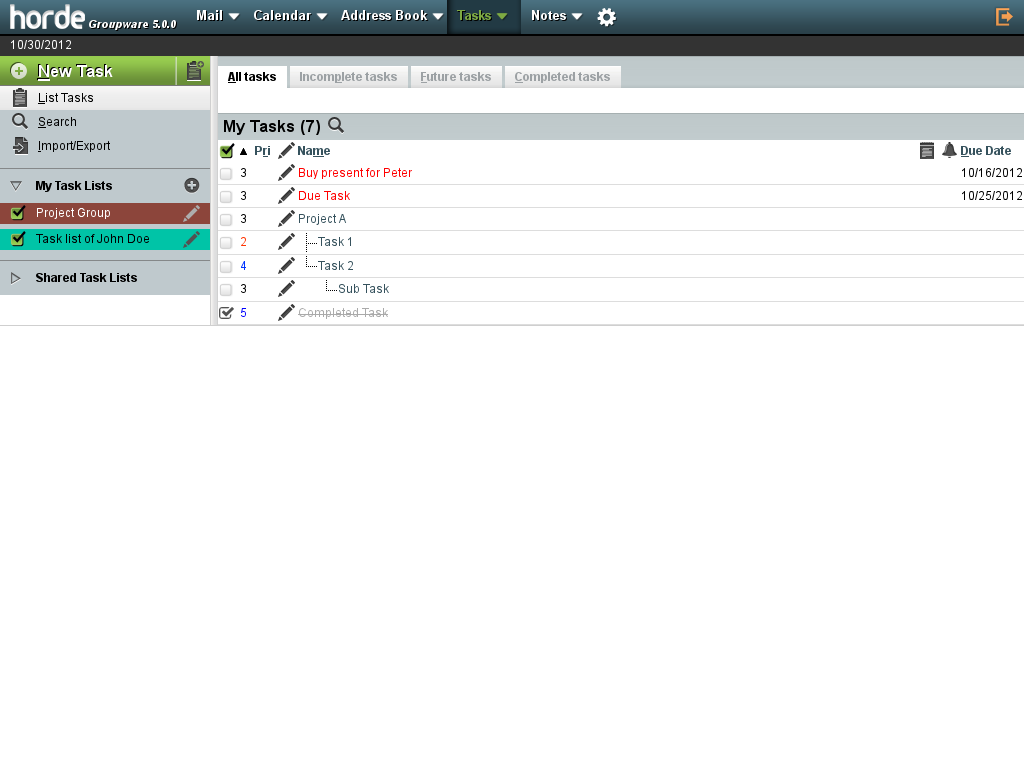 horde Groupware 5.0.0 Mail Calendar Address Book Tasks Notes
10/30/2012
New Task
List Tasks
Search
Import/Export
My Task Lists
Project Group
Task list of John Doe
Shared Task Lists
All tasks Incomplete tasks Future tasks Completed tasks
My Tasks (7)
Pri Name Due Date
3 Buy present for Peter 10/16/2012
3 Due Task 10/25/2012
3 Project A
2 Task 1
4 Task 2
3 Sub Task
5 Completed Task